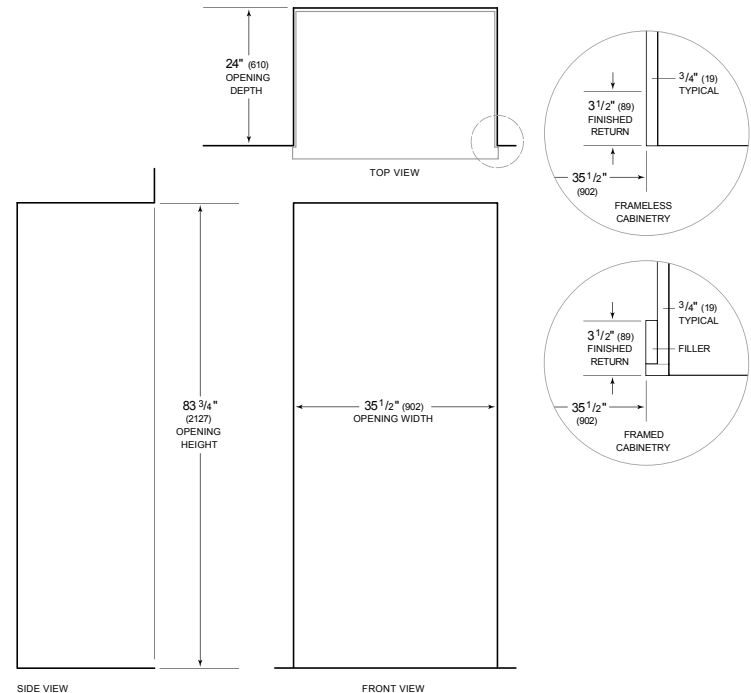 24" (610)
OPENING
DEPTH
TOP VIEW
3/4" (19)
TYPICAL
3 1/2" (89)
FINISHED
RETURN
35 1/2"
(902)
FRAMELESS
CABINETRY
3/4" (19)
TYPICAL
3 1/2" (89)
FINISHED
RETURN
FILLER
35 1/2"
(902)
FRAMED
CABINETRY
83 3/4"
(2127)
OPENING
HEIGHT
35 1/2" (902)
OPENING WIDTH
SIDE VIEW
FRONT VIEW